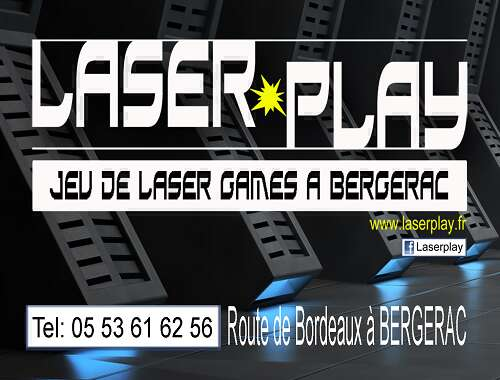 LASER PLAY
JEU DE LASER GAMES A BERGERAC
www.laserplay.fr
Laserplay
Tel: 05 53 61 62 56
Route de Bordeaux à BERGERAC